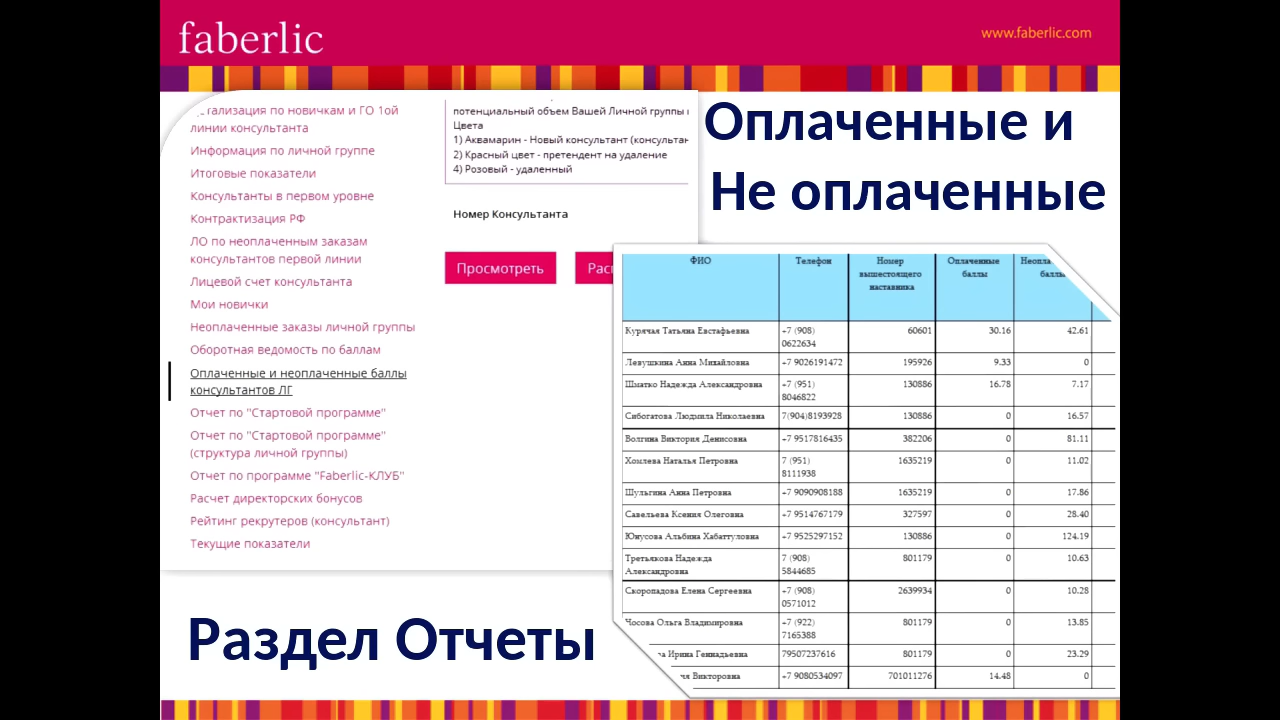 faberlic
www.faberlic.com
Оплаченные и
Не оплаченные
линии консультанта
Информация по личной группе
Итоговые показатели
Консультанты в первом уровне
Контрактизация РФ
ЛО по неоплаченным заказам
консультантов первой линии
Лицевой счет консультанта
Мои новички
Неоплаченные заказы личной группы
Оборотная ведомость по баллам
Оплаченные и неоплаченные баллы
консультантов ЛГ
Отчет по "Стартовой программе"
Отчет по "Стартовой программе"
(структура личной группы)
Отчет по программе "Faberlic-КЛУБ"
Расчет директорских бонусов
Рейтинг рекрутеров (консультант)
Текущие показатели
потенциальный объем Вашей Личной группы
Цвета
1) Аквамарин - Новый консультант
2) Красный цвет - претендент на удаление
4) Розовый - удаленный
Номер Консультанта
Просмотреть
ФИО Телефон Номер вышестоящего наставника Оплаченные баллы
Курячая Татьяна Евстафьевна +7 (908) 0622634 60601 30.16 42.61
Левушкина Анна Михайловна +7 9026191472 195926 9.33 0
Шматко Надежда Александровна +7 (951) 8046822 130886 16.78 7.17
Сибогатова Людмила Николаевна 7(904)8193928 130886 0 16.57
Волгина Виктория Денисовна +7 9517816435 382206 0 81.11
Хомлева Наталья Петровна 7 (951) 8111938 1635219 0 11.02
Шульгина Анна Петровна +7 9090908188 1635219 0 17.86
Савельева Ксения Олеговна +7 9514767179 327597 0 28.40
Юнусова Альбина Хабаттуловна +7 9525297152 130886 0 124.19
Третьякова Надежда Александровна 7 (908) 5844685 801179 0 10.63
Скоропадова Елена Сергеевна +7 (908) 0571012 2639934 0 10.28
Чосова Ольга Владимировна +7 (922) 7165388 801179 0 13.85
Ирина Геннадьевна 79507237616 801179 0 23.29
Викторовна +7 9080534097 701011276 14.48 0
Раздел Отчеты